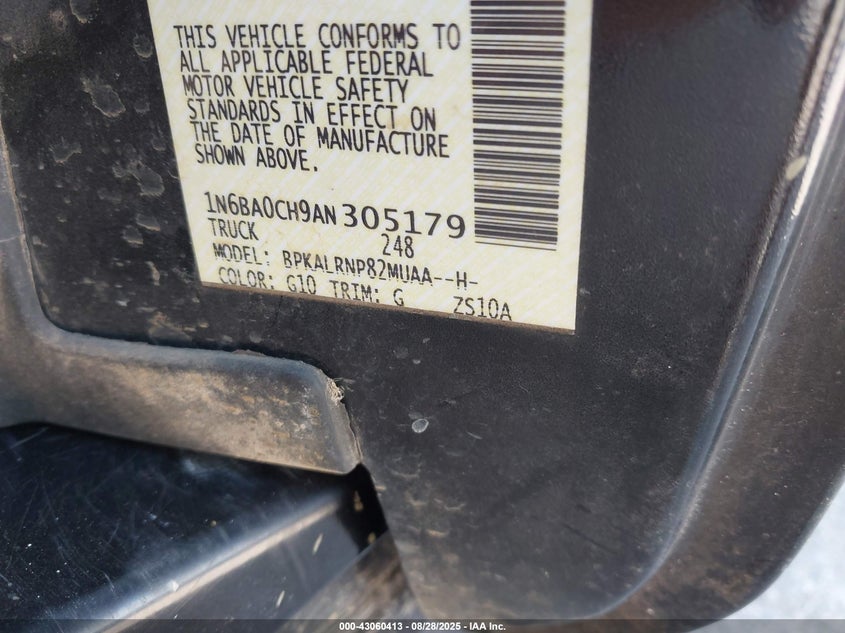 THIS VEHICLE CONFORMS TO
ALL APPLICABLE FEDERAL
MOTOR VEHICLE SAFETY
STANDARDS IN EFFECT ON
THE DATE OF MANUFACTURE
SHOWN ABOVE.
1N6BA0CH9AN305179
TRUCK 248
MODEL: BPKALRNP82MUAA--H-
COLOR: G10 TRIM: G ZS10A
000-43060413 - 08/28/2025 - IAA Inc.